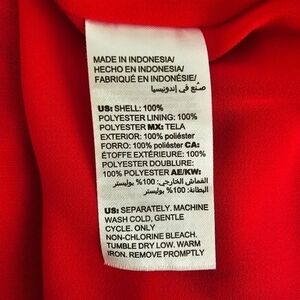 MADE IN INDONESIA/
HECHO EN INDONESIA/
FABRIQUÉ EN INDONÉSIE/
صنع في إندونيسيا
US: SHELL: 100%
POLYESTER LINING: 100%
POLYESTER MX: TELA
EXTERIOR: 100% poliéster
FORRO: 100% poliéster CA:
ÉTOFFE EXTÉRIEURE: 100%
POLYESTER DOUBLURE:
100% POLYESTER AE/KW:
القماش الخارجي: 100% بوليستر
البطانة: 100% بوليستر
US: SEPARATELY. MACHINE
WASH COLD, GENTLE
CYCLE. ONLY
NON-CHLORINE BLEACH.
TUMBLE DRY LOW. WARM
IRON. REMOVE PROMPTLY